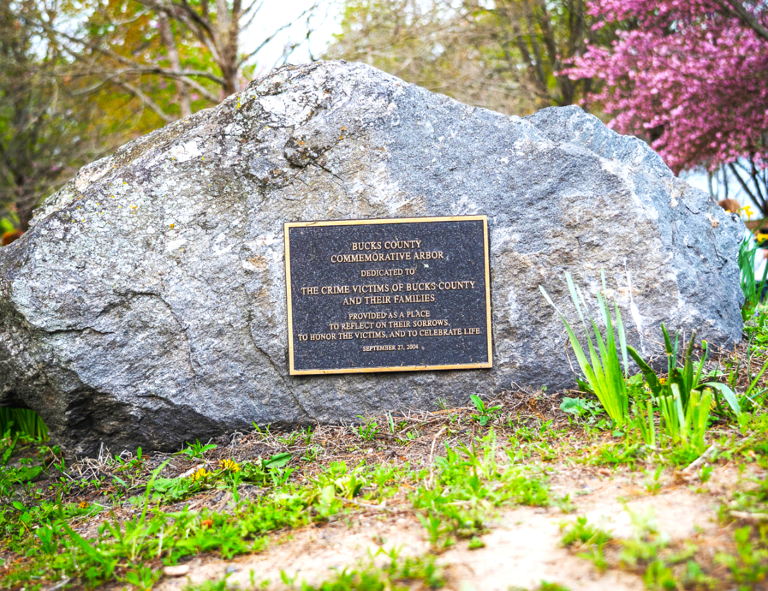 BUCKS COUNTY
COMMEMORATIVE ARBOR
DEDICATED TO
THE CRIME VICTIMS OF BUCKS COUNTY
AND THEIR FAMILIES
PROVIDED AS A PLACE
TO REFLECT ON THEIR SORROWS,
TO HONOR THE VICTIMS, AND TO CELEBRATE LIFE.
SEPTEMBER 27, 2004